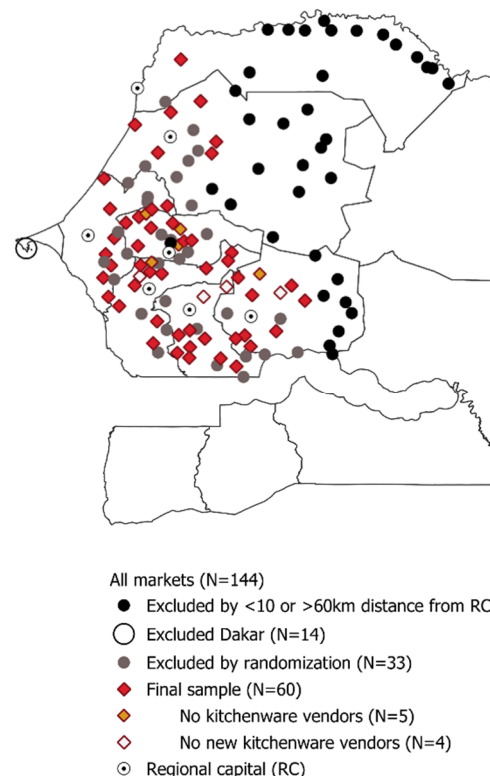 All markets (N=144)
Excluded by <10 or >60km distance from RC
Excluded Dakar (N=14)
Excluded by randomization (N=33)
Final sample (N=60)
No kitchenware vendors (N=5)
No new kitchenware vendors (N=4)
Regional capital (RC)